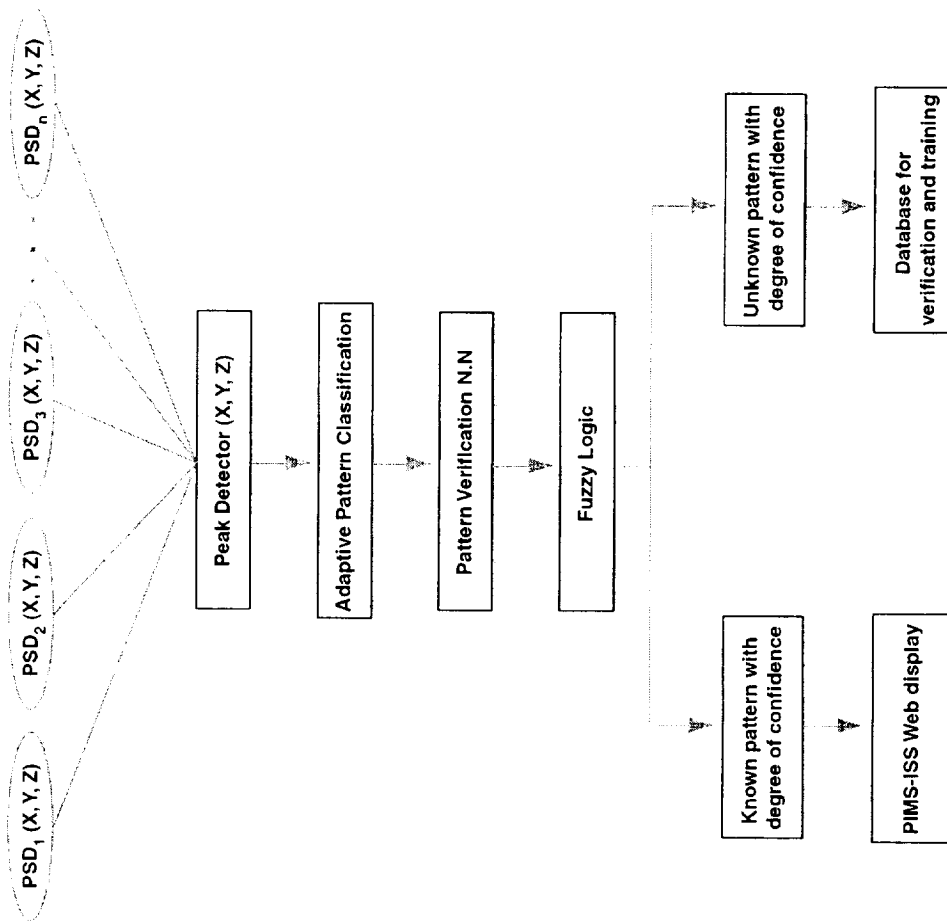 PSD1 (X, Y, Z)
PSD2 (X, Y, Z)
PSD3 (X, Y, Z)
. . .
PSDn (X, Y, Z)
Peak Detector (X, Y, Z)
Adaptive Pattern Classification
Pattern Verification N.N
Fuzzy Logic
Known pattern with
degree of confidence
Unknown pattern with
degree of confidence
PIMS-ISS Web display
Database for
verification and training